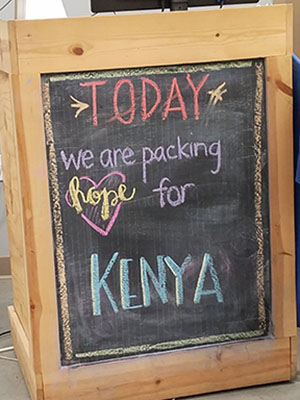 TODAY
we are packing
hope for
KENYA